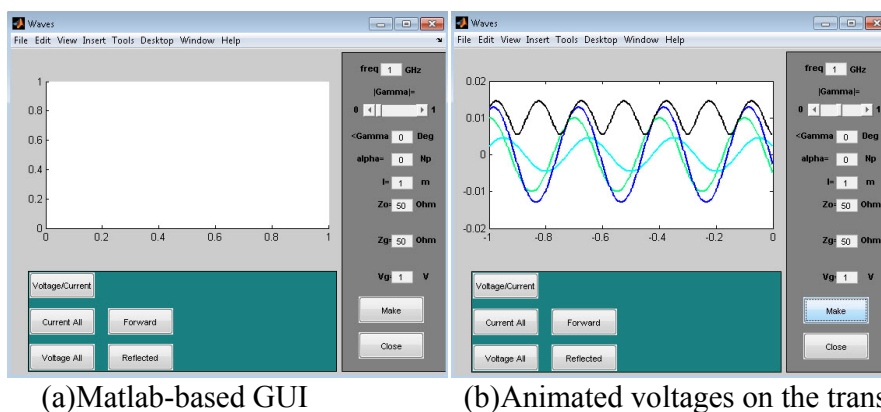 Waves
File Edit View Insert Tools Desktop Window Help
freq 1 GHz
|Gamma|=
0 1
<Gamma 0 Deg
alpha= 0 Np
l= 1 m
Zo= 50 Ohm
Zg= 50 Ohm
Vg= 1 V
Make
Close
1
0.8
0.6
0.4
0.2
0
0 0.2 0.4 0.6 0.8 1
Voltage/Current
Current All Forward
Voltage All Reflected
(a)Matlab-based GUI
Waves
File Edit View Insert Tools Desktop Window Help
freq 1 GHz
|Gamma|=
0 1
<Gamma 0 Deg
alpha= 0 Np
l= 1 m
Zo= 50 Ohm
Zg= 50 Ohm
Vg= 1 V
Make
Close
0.02
0.01
0
-0.01
-0.02
-1 -0.8 -0.6 -0.4 -0.2 0
Voltage/Current
Current All Forward
Voltage All Reflected
(b)Animated voltages on the trans